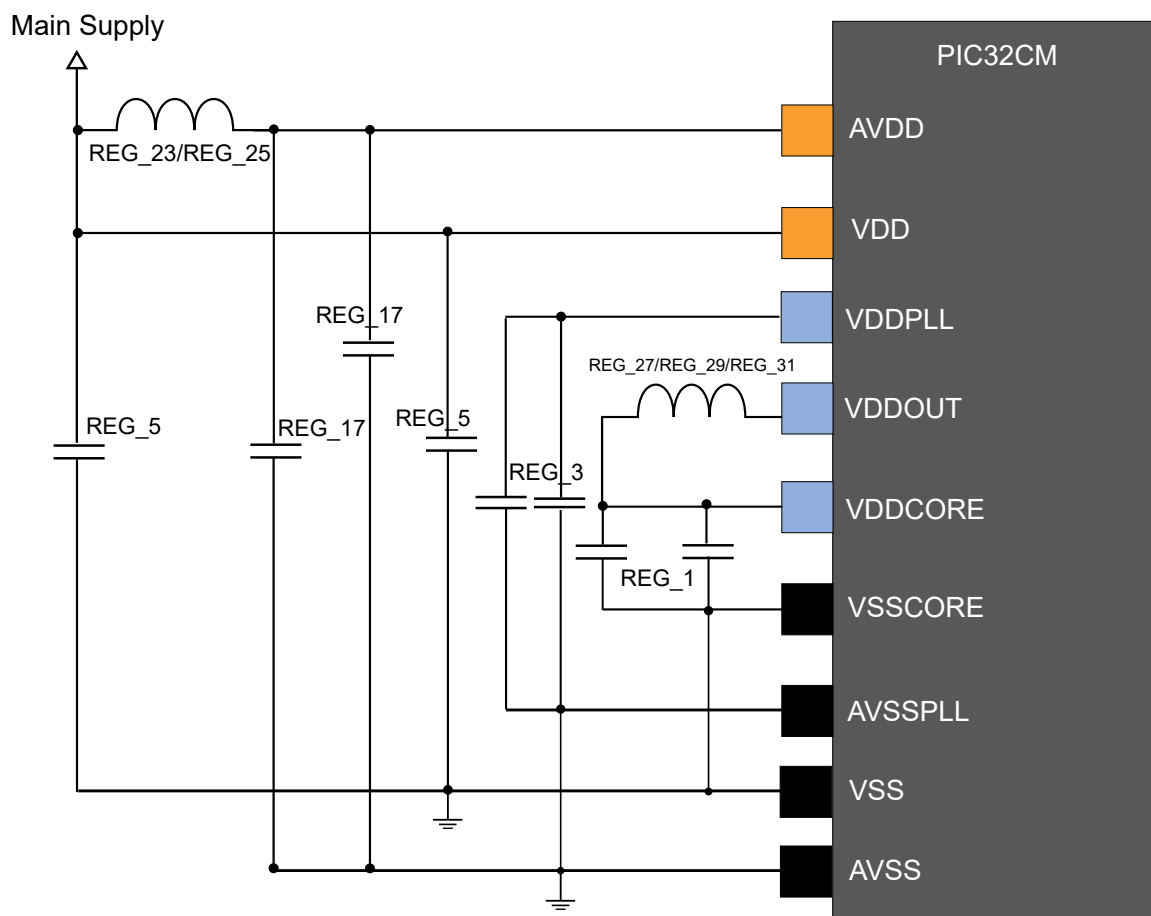 Main Supply
PIC32CM
AVDD
REG_23/REG_25
VDD
REG_17
VDDPLL
REG_27/REG_29/REG_31
VDDOUT
REG_5
REG_17
REG_5
REG_3
VDDCORE
REG_1
VSSCORE
AVSSPLL
VSS
AVSS